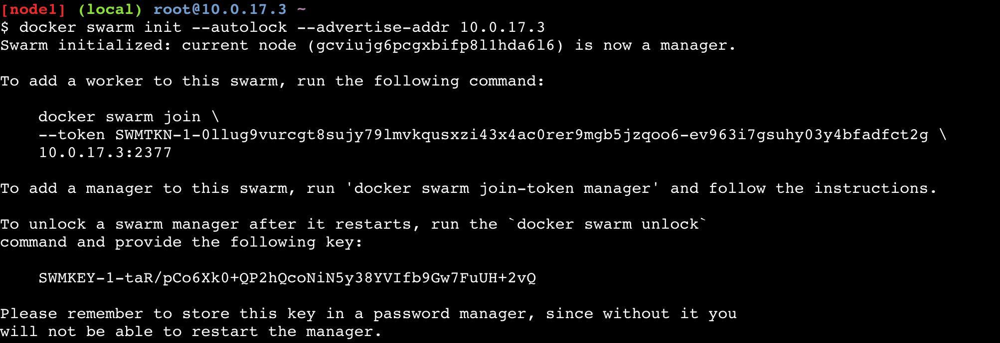 [node1] (local) root@10.0.17.3 ~
$ docker swarm init --autolock --advertise-addr 10.0.17.3
Swarm initialized: current node (gcviujg6pcgxbifp8l1hda6l6) is now a manager.
To add a worker to this swarm, run the following command:
docker swarm join \
--token SWMTKN-1-0llug9vurcgt8sujy79lmvkqusxzi43x4ac0rer9mgb5jzqoo6-ev963i7gsuhy03y4bfadfct2g \
10.0.17.3:2377
To add a manager to this swarm, run 'docker swarm join-token manager' and follow the instructions.
To unlock a swarm manager after it restarts, run the `docker swarm unlock`
command and provide the following key:
SWMKEY-1-taR/pCo6Xk0+QP2hQcoNiN5y38YVIfb9Gw7FuUH+2vQ
Please remember to store this key in a password manager, since without it you
will not be able to restart the manager.